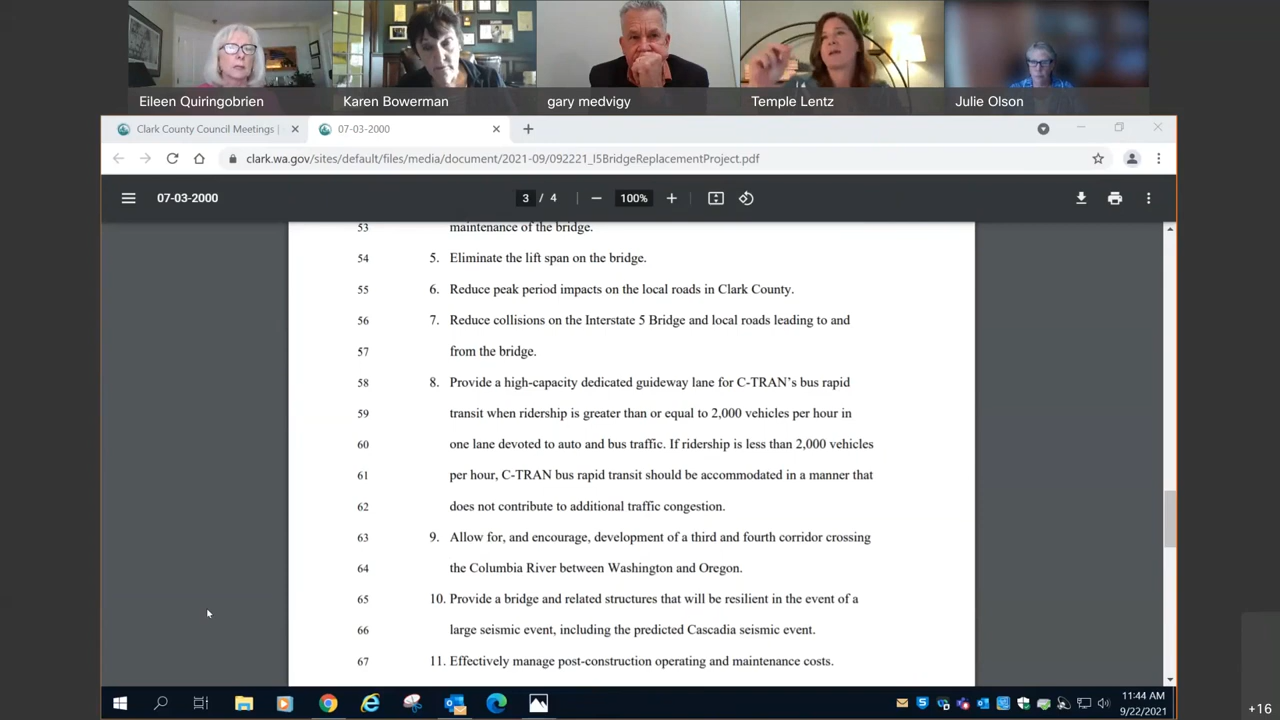 Eileen Quiringobrien
Karen Bowerman
gary medvigy
Temple Lentz
Julie Olson
Clark County Council Meetings |
07-03-2000
clark.wa.gov/sites/default/files/media/document/2021-09/092221_I5BridgeReplacementProject.pdf
07-03-2000
3 / 4
100%
53 maintenance of the bridge.
54 5. Eliminate the lift span on the bridge.
55 6. Reduce peak period impacts on the local roads in Clark County.
56 7. Reduce collisions on the Interstate 5 Bridge and local roads leading to and
57 from the bridge.
58 8. Provide a high-capacity dedicated guideway lane for C-TRAN’s bus rapid
59 transit when ridership is greater than or equal to 2,000 vehicles per hour in
60 one lane devoted to auto and bus traffic. If ridership is less than 2,000 vehicles
61 per hour, C-TRAN bus rapid transit should be accommodated in a manner that
62 does not contribute to additional traffic congestion.
63 9. Allow for, and encourage, development of a third and fourth corridor crossing
64 the Columbia River between Washington and Oregon.
65 10. Provide a bridge and related structures that will be resilient in the event of a
66 large seismic event, including the predicted Cascadia seismic event.
67 11. Effectively manage post-construction operating and maintenance costs.
11:44 AM
9/22/2021
+16